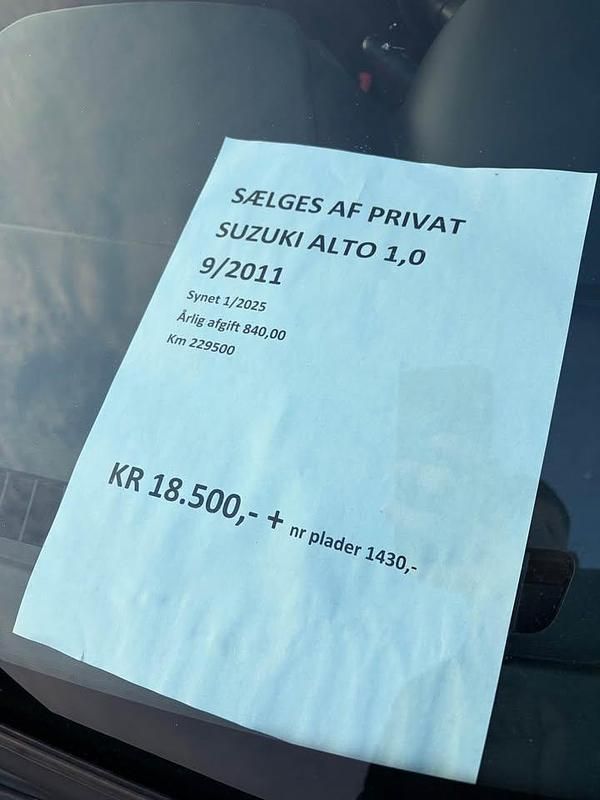 SÆLGES AF PRIVAT
SUZUKI ALTO 1,0
9/2011
Synet 1/2025
Årlig afgift 840,00
Km 229500
KR 18.500,- + nr plader 1430,-